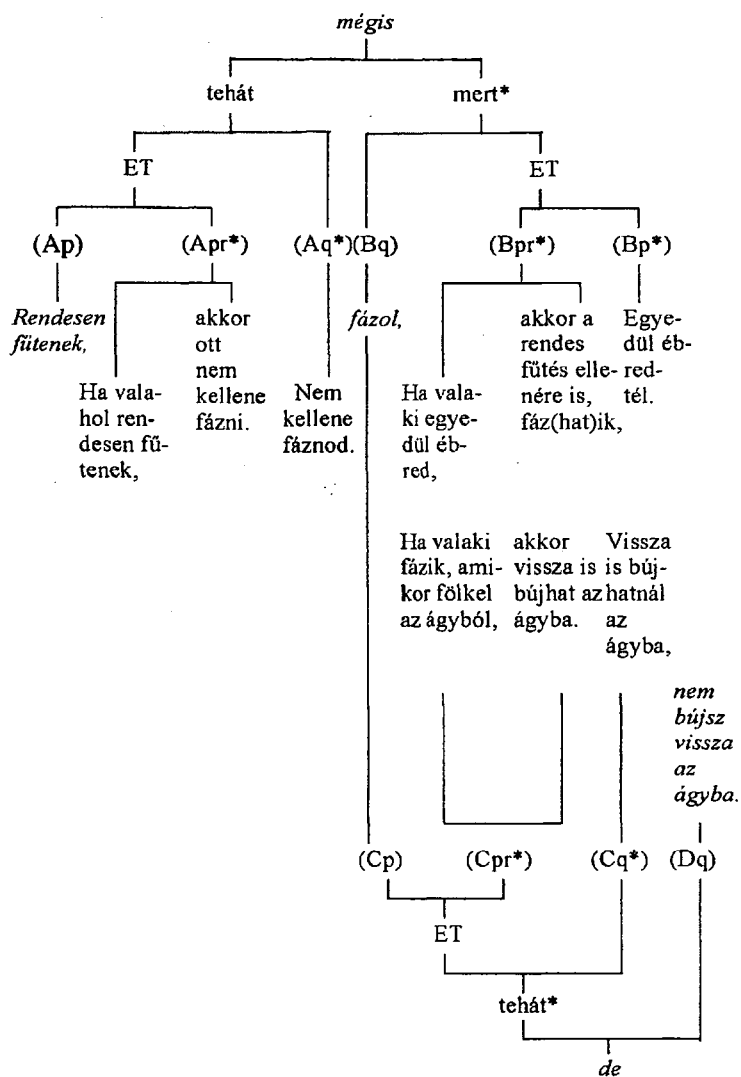 mégis
tehát mert*
ET ET
(Ap) (Apr*) (Aq*)(Bq) (Bpr*) (Bp*)
Rendesen
fűtenek,
Ha vala-
hol ren-
desen fű-
tenek,
akkor
ott
nem
kellene
fázni.
Nem
kellene
fáznod.
fázol,
Ha vala-
ki egye-
dül éb-
red,
akkor a
rendes
fűtés elle-
nére is,
fáz(hat)ik,
Egye-
dül éb-
red-
tél.
Ha valaki
fázik, ami-
kor fölkel
az ágyból,
akkor
vissza is
bújhat az
ágyba.
Vissza
is búj-
hatnál
az
ágyba,
nem
bújsz
vissza
az
ágyba.
(Cp) (Cpr*) (Cq*) (Dq)
ET
tehát*
de